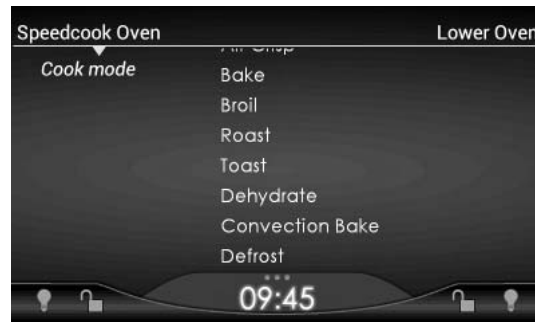 Speedcook Oven Lower Oven
Cook mode
Bake
Broil
Roast
Toast
Dehydrate
Convection Bake
Defrost
09:45